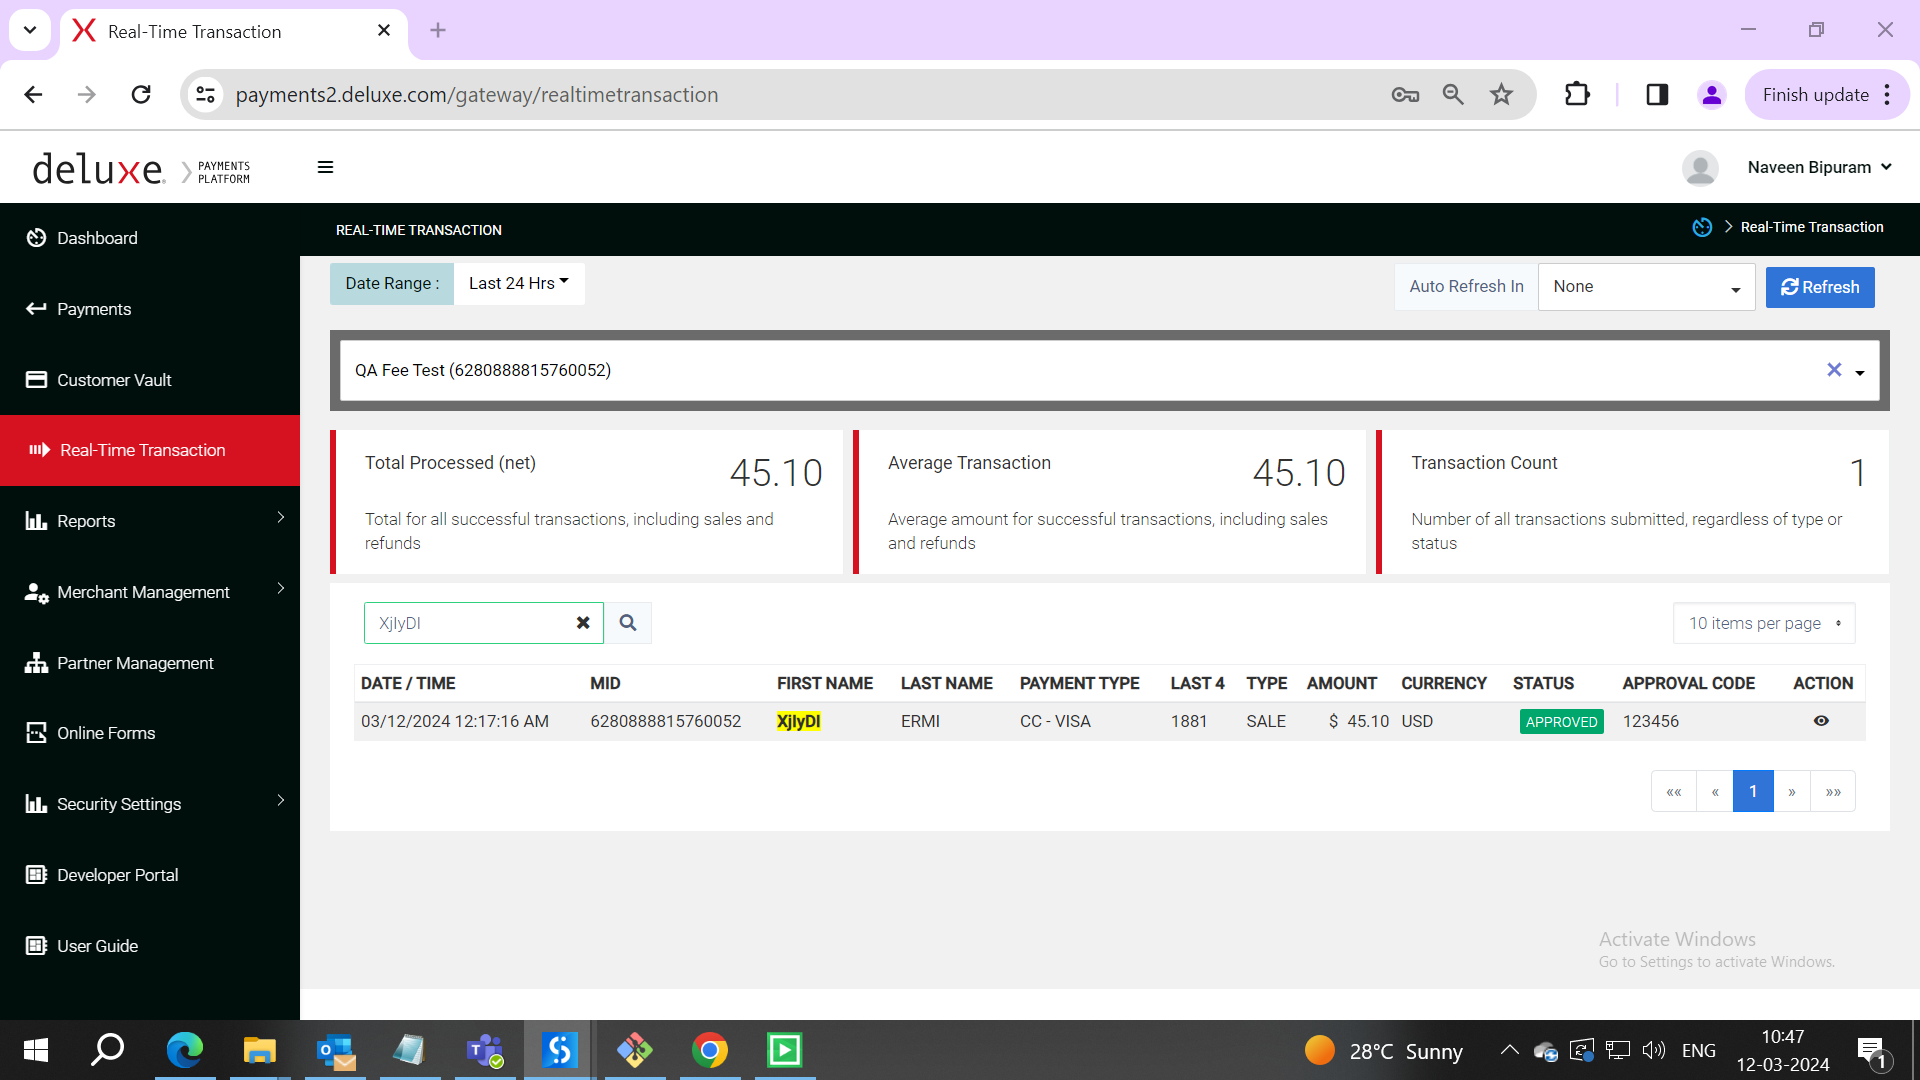 Real-Time Transaction
payments2.deluxe.com/gateway/realtimetransaction
Finish update
deluxe. PAYMENTS PLATFORM
Naveen Bipuram
Dashboard
Payments
Customer Vault
Real-Time Transaction
Reports
Merchant Management
Partner Management
Online Forms
Security Settings
Developer Portal
User Guide
REAL-TIME TRANSACTION
Real-Time Transaction
Date Range : Last 24 Hrs
Auto Refresh In None Refresh
QA Fee Test (6280888815760052)
Total Processed (net) 45.10
Total for all successful transactions, including sales and
refunds
Average Transaction 45.10
Average amount for successful transactions, including sales
and refunds
Transaction Count 1
Number of all transactions submitted, regardless of type or
status
XjIyDI
10 items per page
DATE / TIME MID FIRST NAME LAST NAME PAYMENT TYPE LAST 4 TYPE AMOUNT CURRENCY STATUS APPROVAL CODE ACTION
03/12/2024 12:17:16 AM 6280888815760052 XjIyDI ERMI CC - VISA 1881 SALE $ 45.10 USD APPROVED 123456
«« « 1 » »»
Activate Windows
Go to Settings to activate Windows.
28°C Sunny
ENG
10:47
12-03-2024
1